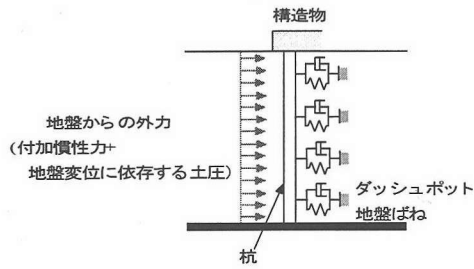 構造物
地盤からの外力
(付加慣性力+
地盤変位に依存する土圧)
ダッシュポット
地盤ばね
杭